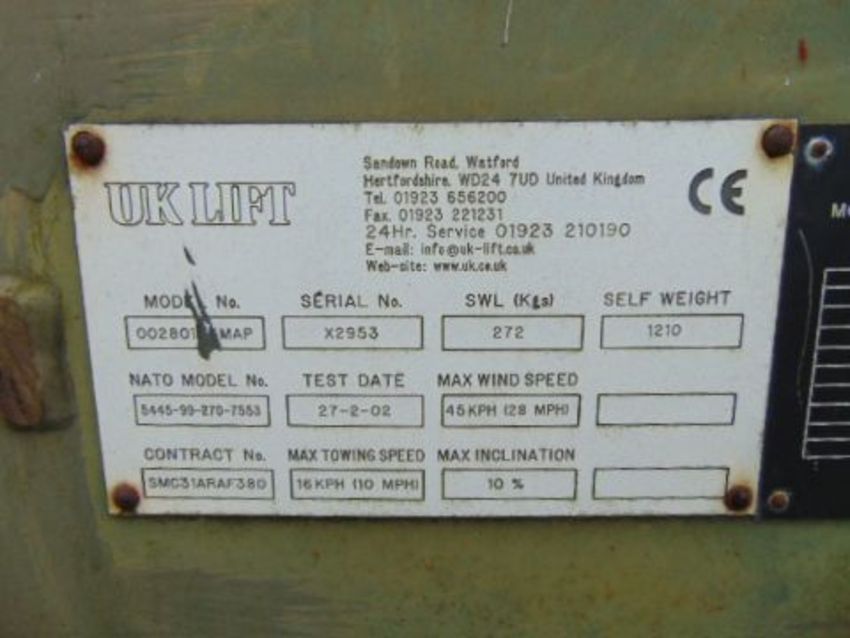 UK LIFT
Sandown Road, Watford
Hertfordshire, WD24 7UD United Kingdom
Tel. 01923 656200
Fax. 01923 221231
24Hr. Service 01923 210190
E-mail: info@uk-lift.co.uk
Web-site: www.uk.co.uk
CE
MODEL No. SERIAL No. SWL (Kgs) SELF WEIGHT
X2953 272 1210
NATO MODEL No. TEST DATE MAX WIND SPEED
5445-99-270-7553 27-2-02 45KPH (28 MPH)
CONTRACT No. MAX TOWING SPEED MAX INCLINATION
SMC31ARAF380 16KPH (10 MPH) 10 %